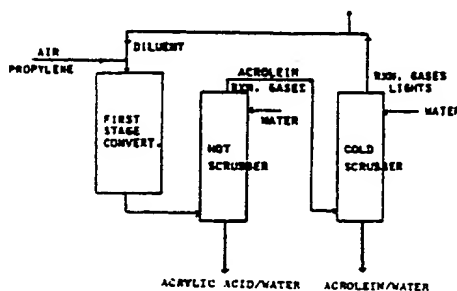 AIR
PROPYLENE
DILUENT
FIRST
STAGE
CONVERT.
ACROLEIN
RXN. GASES
WATER
HOT
SCRUBBER
RXN. GASES
LIGHTS
WATER
COLD
SCRUBBER
ACRYLIC ACID/WATER
ACROLEIN/WATER